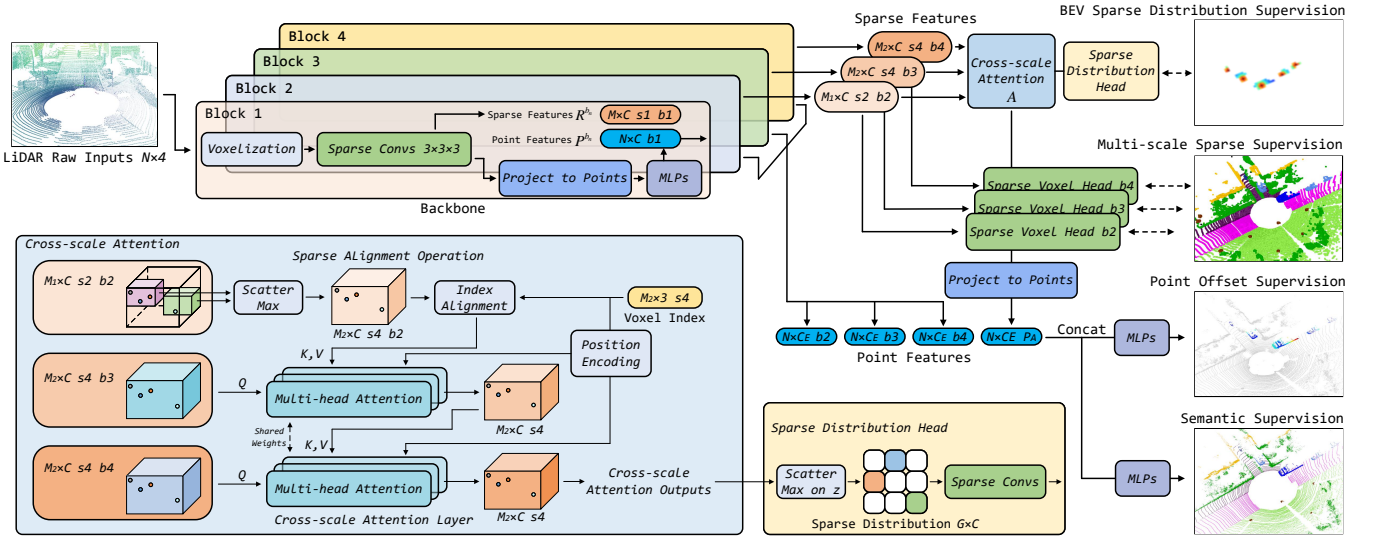 Sparse Features
BEV Sparse Distribution Supervision
Block 4
Block 3
Block 2
Block 1
M₂×C s4 b4
M₂×C s4 b3
M₁×C s2 b2
Cross-scale
Attention
A
Sparse
Distribution
Head
Sparse Features R^{bₙ}
M×C s1 b1
Point Features P^{bₙ}
N×C b1
Voxelization
Sparse Convs 3×3×3
Project to Points
MLPs
LiDAR Raw Inputs N×4
Backbone
Multi-scale Sparse Supervision
Sparse Voxel Head b4
Sparse Voxel Head b3
Sparse Voxel Head b2
Project to Points
Point Offset Supervision
N×CE b2
N×CE b3
N×CE b4
N×CE PA
Point Features
Concat
MLPs
Semantic Supervision
MLPs
Cross-scale Attention
Sparse ALignment Operation
M₁×C s2 b2
Scatter
Max
M₂×C s4 b2
Index
Alignment
M₂×3 s4
Voxel Index
K,V
Position
Encoding
M₂×C s4 b3
Q
Multi-head Attention
M₂×C s4
Shared
Weights
K,V
M₂×C s4 b4
Q
Multi-head Attention
M₂×C s4
Cross-scale
Attention Outputs
Cross-scale Attention Layer
Sparse Distribution Head
Scatter
Max on z
Sparse Convs
Sparse Distribution G×C